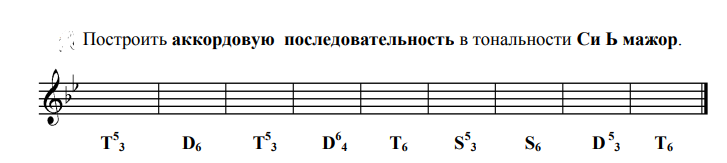 Построить аккордовую последовательность в тональности Си Ь мажор.
T⁵₃ D₆ T⁵₃ D⁶₄ T₆ S⁵₃ S₆ D⁵₃ T₆